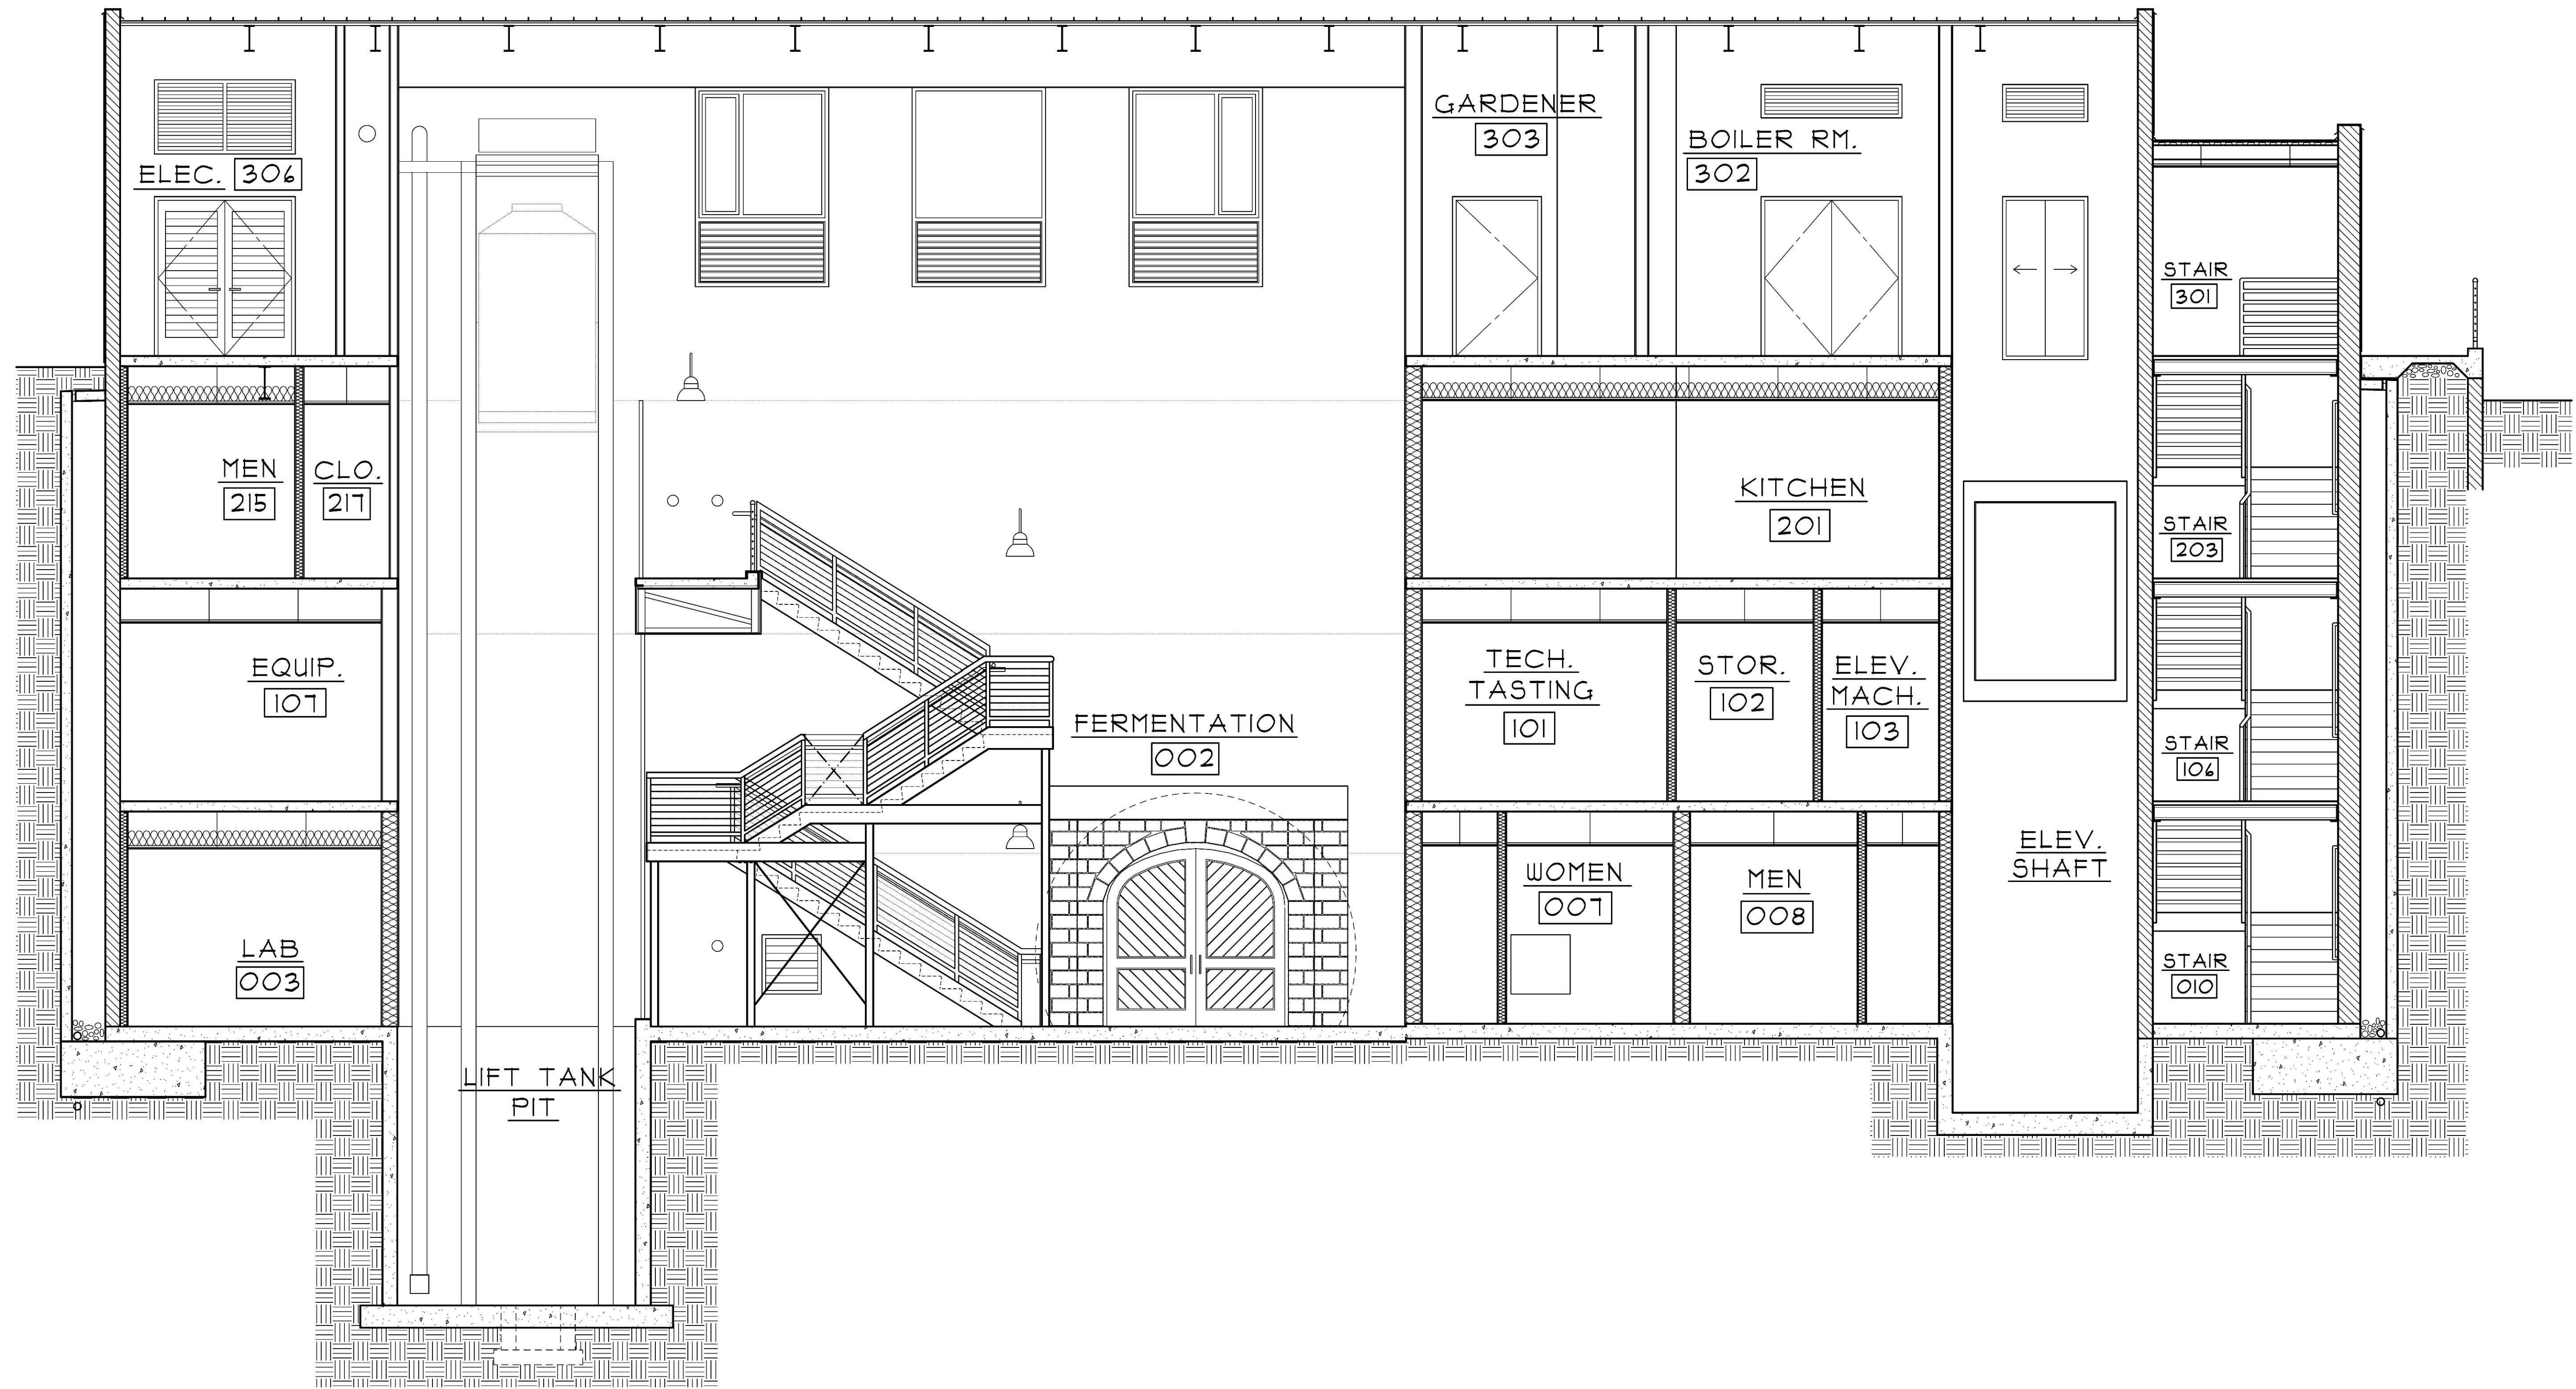 GARDENER
303
BOILER RM.
302
ELEC. 306
STAIR
301
MEN
215
CLO.
217
KITCHEN
201
STAIR
203
EQUIP.
107
TECH.
TASTING
101
STOR.
102
ELEV.
MACH.
103
FERMENTATION
002
STAIR
106
ELEV.
SHAFT
WOMEN
007
MEN
008
LAB
003
STAIR
010
LIFT TANK
PIT